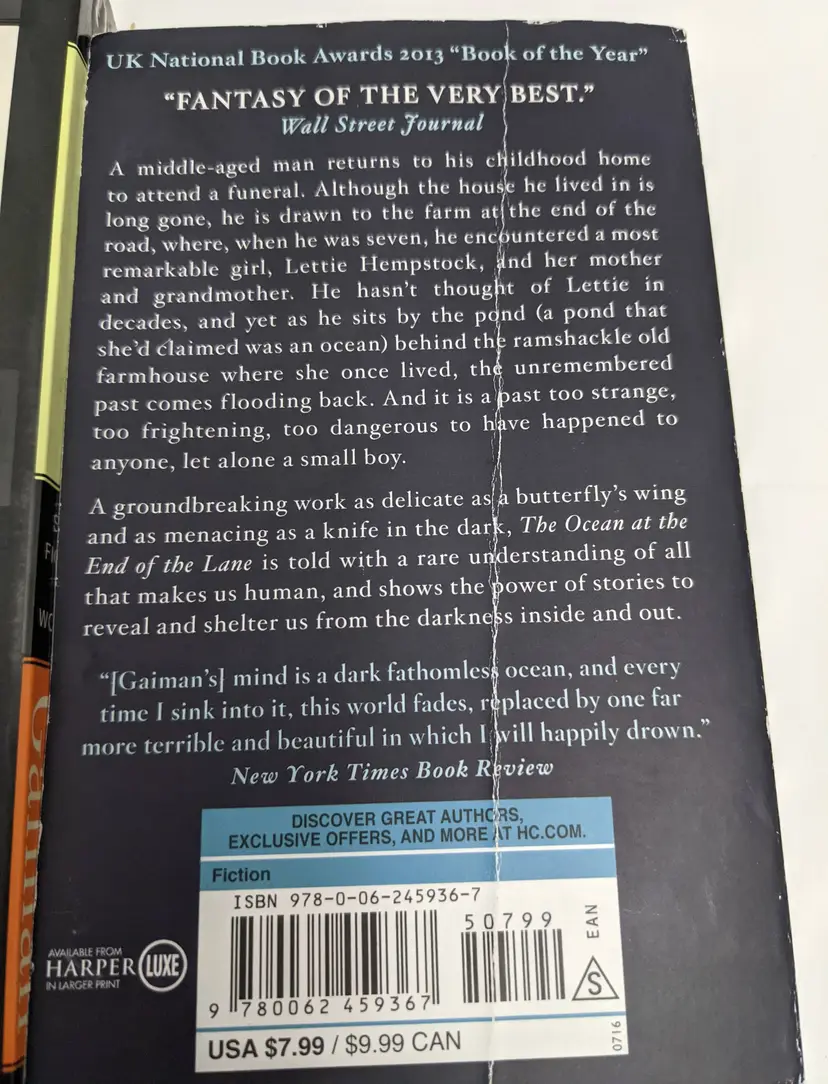 UK National Book Awards 2013 “Book of the Year”
“FANTASY OF THE VERY BEST.”
Wall Street Journal
A middle-aged man returns to his childhood home
to attend a funeral. Although the house he lived in is
long gone, he is drawn to the farm at the end of the
road, where, when he was seven, he encountered a most
remarkable girl, Lettie Hempstock, and her mother
and grandmother. He hasn’t thought of Lettie in
decades, and yet as he sits by the pond (a pond that
she’d claimed was an ocean) behind the ramshackle old
farmhouse where she once lived, the unremembered
past comes flooding back. And it is a past too strange,
too frightening, too dangerous to have happened to
anyone, let alone a small boy.
A groundbreaking work as delicate as a butterfly’s wing
and as menacing as a knife in the dark, The Ocean at the
End of the Lane is told with a rare understanding of all
that makes us human, and shows the power of stories to
reveal and shelter us from the darkness inside and out.
“[Gaiman’s] mind is a dark fathomless ocean, and every
time I sink into it, this world fades, replaced by one far
more terrible and beautiful in which I will happily drown.”
New York Times Book Review
DISCOVER GREAT AUTHORS,
EXCLUSIVE OFFERS, AND MORE AT HC.COM.
Fiction
ISBN 978-0-06-245936-7
50799
EAN
S
9 780062 459367
USA $7.99 / $9.99 CAN
0716
AVAILABLE FROM
HARPER LUXE
IN LARGER PRINT